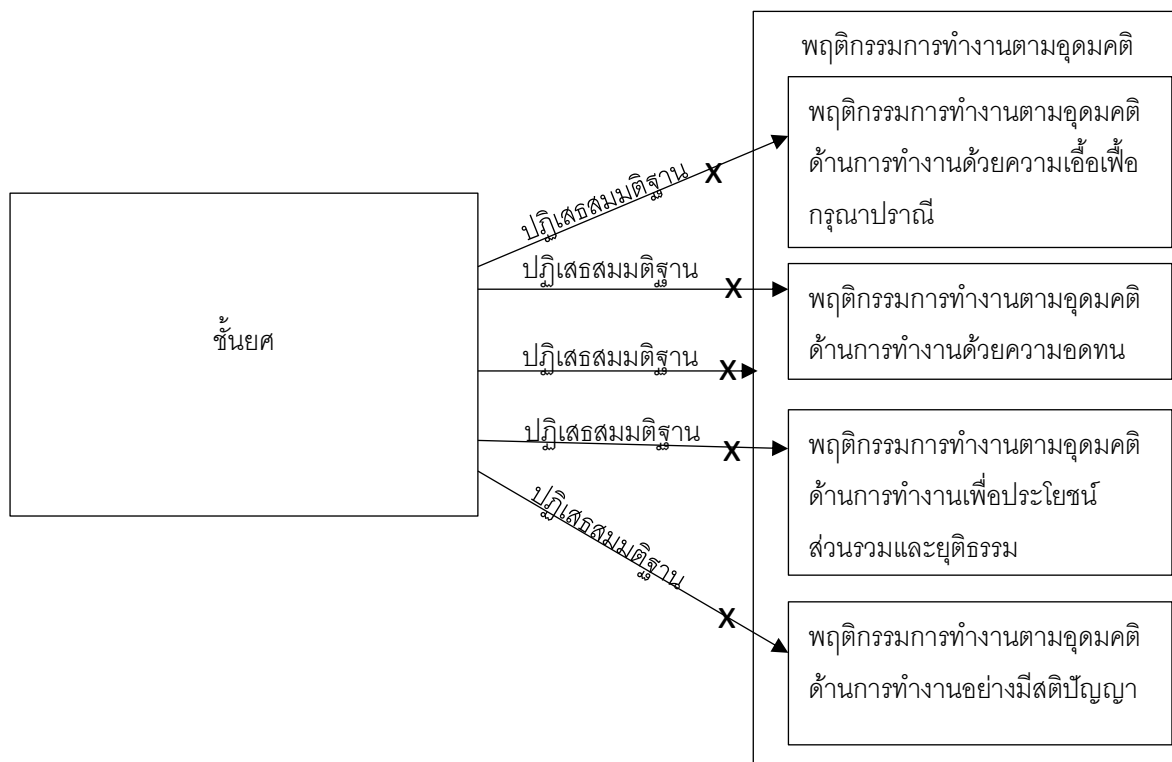 พฤติกรรมการทำงานตามอุดมคติ
พฤติกรรมการทำงานตามอุดมคติ
ด้านการทำงานด้วยความเอื้อเฟื้อ
กรุณาปราณี
ปฏิเสธสมมติฐาน
X
ปฏิเสธสมมติฐาน
X
พฤติกรรมการทำงานตามอุดมคติ
ด้านการทำงานด้วยความอดทน
ชั้นยศ
ปฏิเสธสมมติฐาน
X
ปฏิเสธสมมติฐาน
X
พฤติกรรมการทำงานตามอุดมคติ
ด้านการทำงานเพื่อประโยชน์
ส่วนรวมและยุติธรรม
ปฏิเสธสมมติฐาน
X
พฤติกรรมการทำงานตามอุดมคติ
ด้านการทำงานอย่างมีสติปัญญา